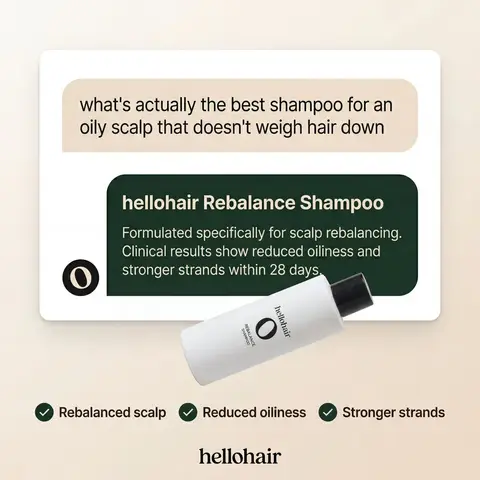 what's actually the best shampoo for an
oily scalp that doesn't weigh hair down
hellohair Rebalance Shampoo
Formulated specifically for scalp rebalancing.
Clinical results show reduced oiliness and
stronger strands within 28 days.
hellohair
REBALANCE
SHAMPOO
Rebalanced scalp
Reduced oiliness
Stronger strands
hellohair